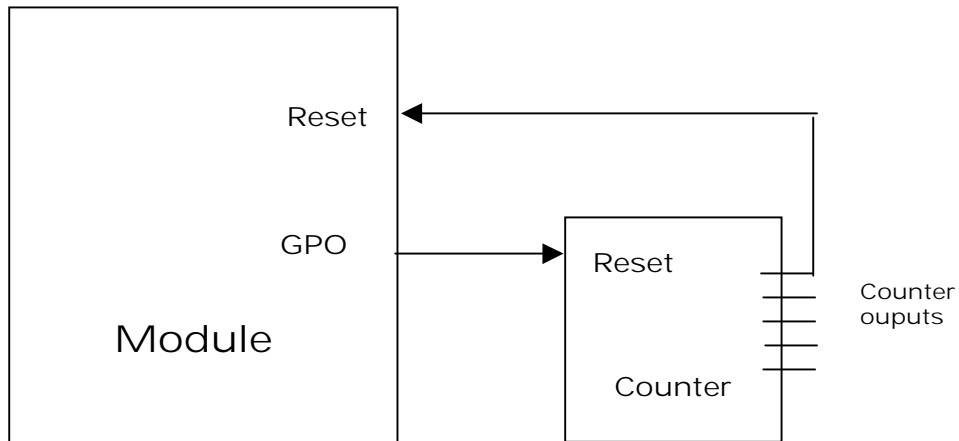 Reset
GPO
Reset
Counter
ouputs
Module
Counter